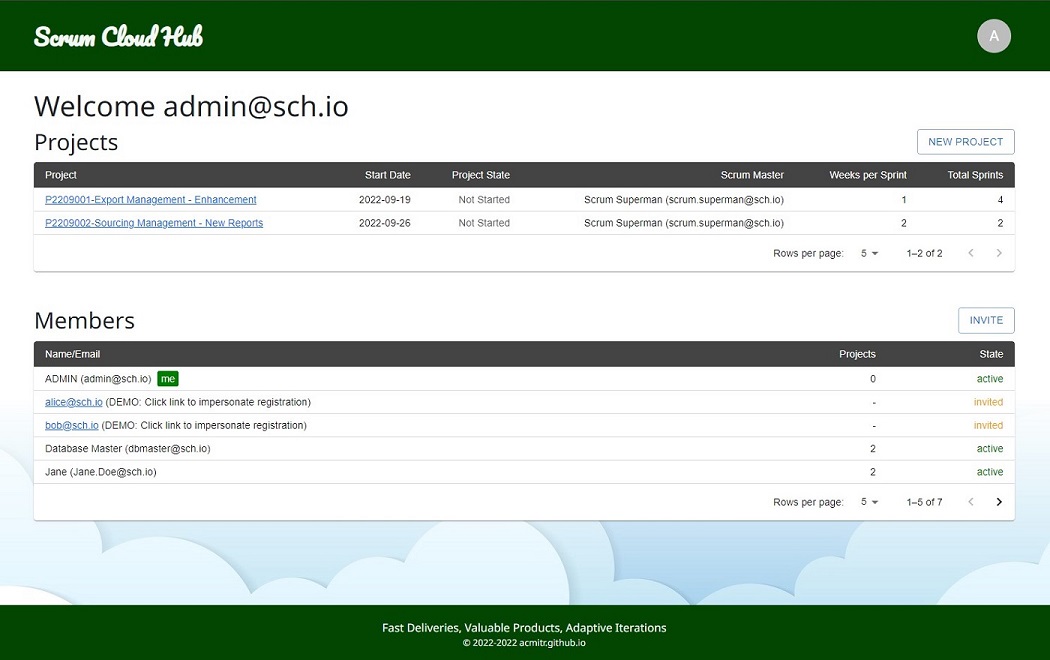 Scrum Cloud Hub
A
Welcome admin@sch.io
Projects
NEW PROJECT
Project Start Date Project State Scrum Master Weeks per Sprint Total Sprints
P2209001-Export Management - Enhancement 2022-09-19 Not Started Scrum Superman (scrum.superman@sch.io) 1 4
P2209002-Sourcing Management - New Reports 2022-09-26 Not Started Scrum Superman (scrum.superman@sch.io) 2 2
Rows per page: 5 1–2 of 2
Members
INVITE
Name/Email Projects State
ADMIN (admin@sch.io) me 0 active
alice@sch.io (DEMO: Click link to impersonate registration) - invited
bob@sch.io (DEMO: Click link to impersonate registration) - invited
Database Master (dbmaster@sch.io) 2 active
Jane (Jane.Doe@sch.io) 2 active
Rows per page: 5 1–5 of 7
Fast Deliveries, Valuable Products, Adaptive Iterations
© 2022-2022 acmitr.github.io